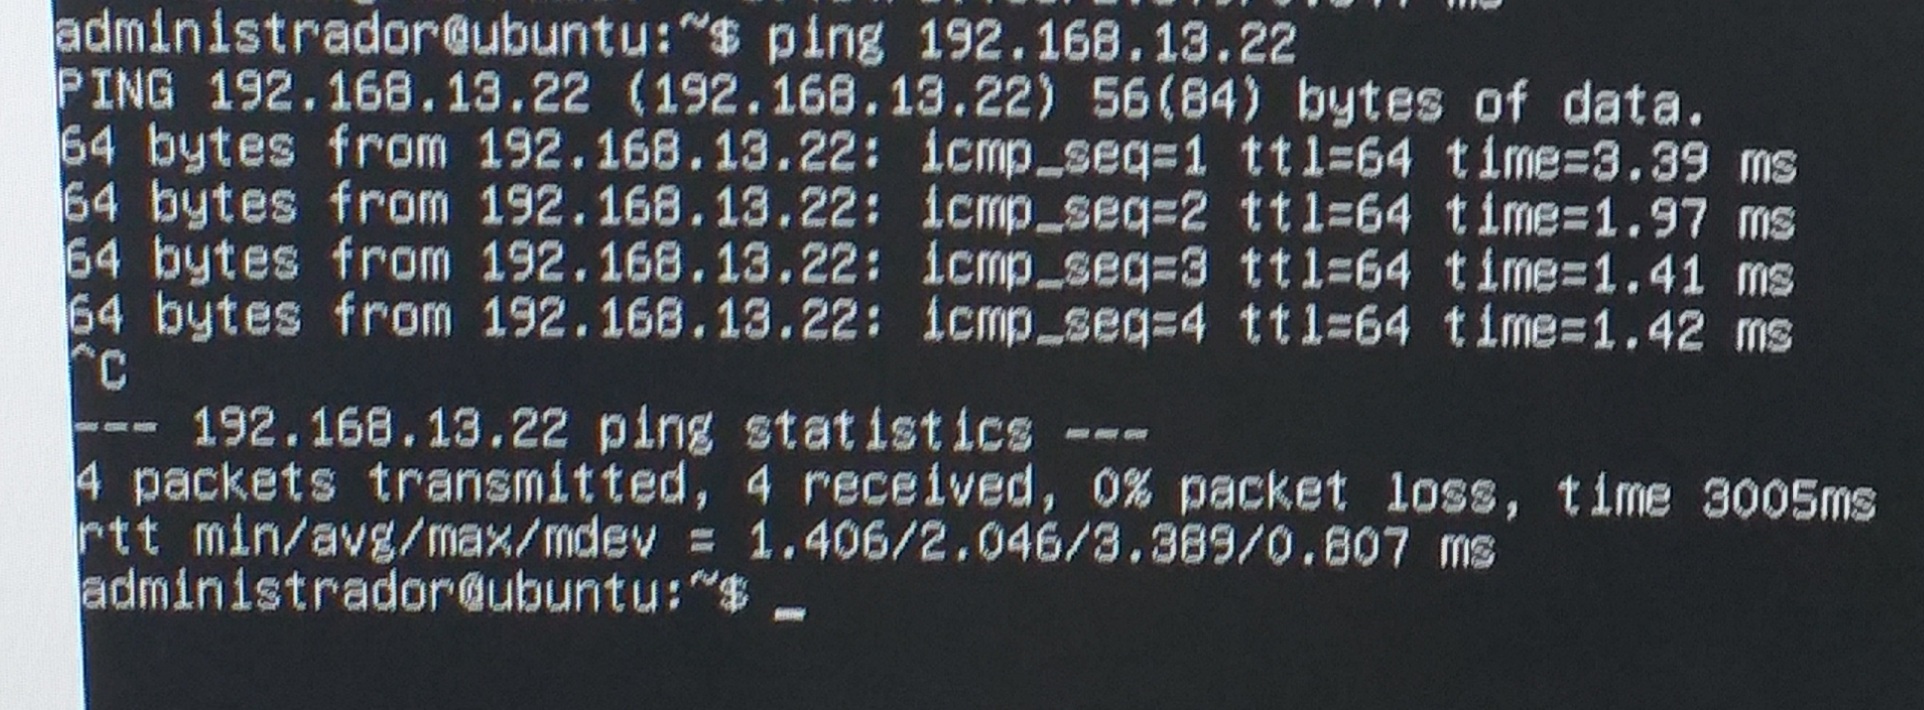 administrador@ubuntu:~$ ping 192.168.13.22
PING 192.168.13.22 (192.168.13.22) 56(84) bytes of data.
64 bytes from 192.168.13.22: icmp_seq=1 ttl=64 time=3.39 ms
64 bytes from 192.168.13.22: icmp_seq=2 ttl=64 time=1.97 ms
64 bytes from 192.168.13.22: icmp_seq=3 ttl=64 time=1.41 ms
64 bytes from 192.168.13.22: icmp_seq=4 ttl=64 time=1.42 ms
^C
--- 192.168.13.22 ping statistics ---
4 packets transmitted, 4 received, 0% packet loss, time 3005ms
rtt min/avg/max/mdev = 1.406/2.046/3.389/0.807 ms
administrador@ubuntu:~$ _